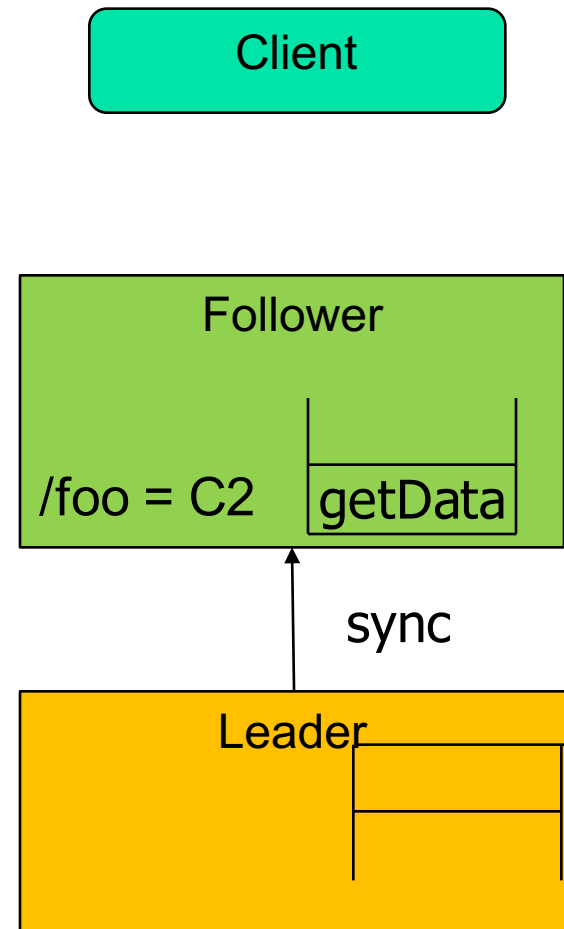 Client
Follower
/foo = C2 getData
sync
Leader